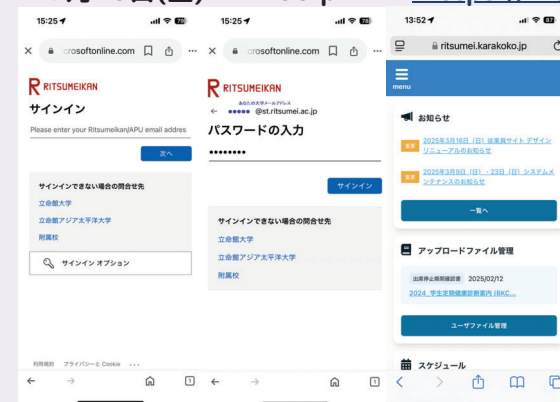 15:25
70
crosoftonline.com
RITSUMEIKAN
サインイン
Please enter your Ritsumeikan/APU email addres
次へ
サインインできない場合の問合せ先
立命館大学
立命館アジア太平洋大学
附属校
サインイン オプション
利用規約 プライバシーと Cookie ...
1
15:25
70
crosoftonline.com
RITSUMEIKAN
あなたの大学メールアドレス
← ●●●●● @st.ritsumei.ac.jp
パスワードの入力
••••••••
サインイン
サインインできない場合の問合せ先
立命館大学
立命館アジア太平洋大学
附属校
1
13:52
87
ritsumei.karakoko.jp
menu
お知らせ
重要 2025年3月16日（日）従業員サイト デザインリニューアルのお知らせ
重要 2025年3月9日（日）・23日（日）システムメンテナンスのお知らせ
一覧へ
アップロードファイル管理
出席停止期間確認書 2025/02/12
2024_学生定期健康診断案内 (BKC...
ユーザファイル管理
スケジュール